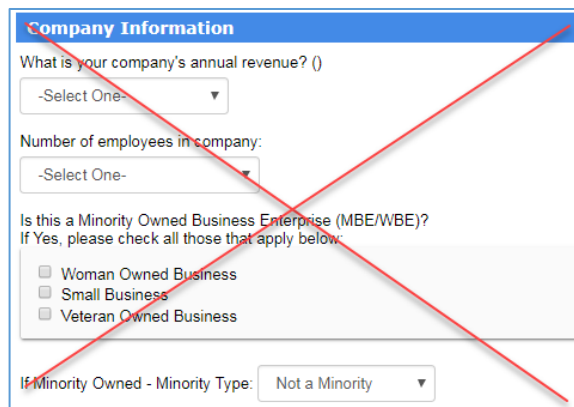 Company Information
What is your company's annual revenue? ()
-Select One-
Number of employees in company:
-Select One-
Is this a Minority Owned Business Enterprise (MBE/WBE)?
If Yes, please check all those that apply below:
Woman Owned Business
Small Business
Veteran Owned Business
If Minority Owned - Minority Type: Not a Minority